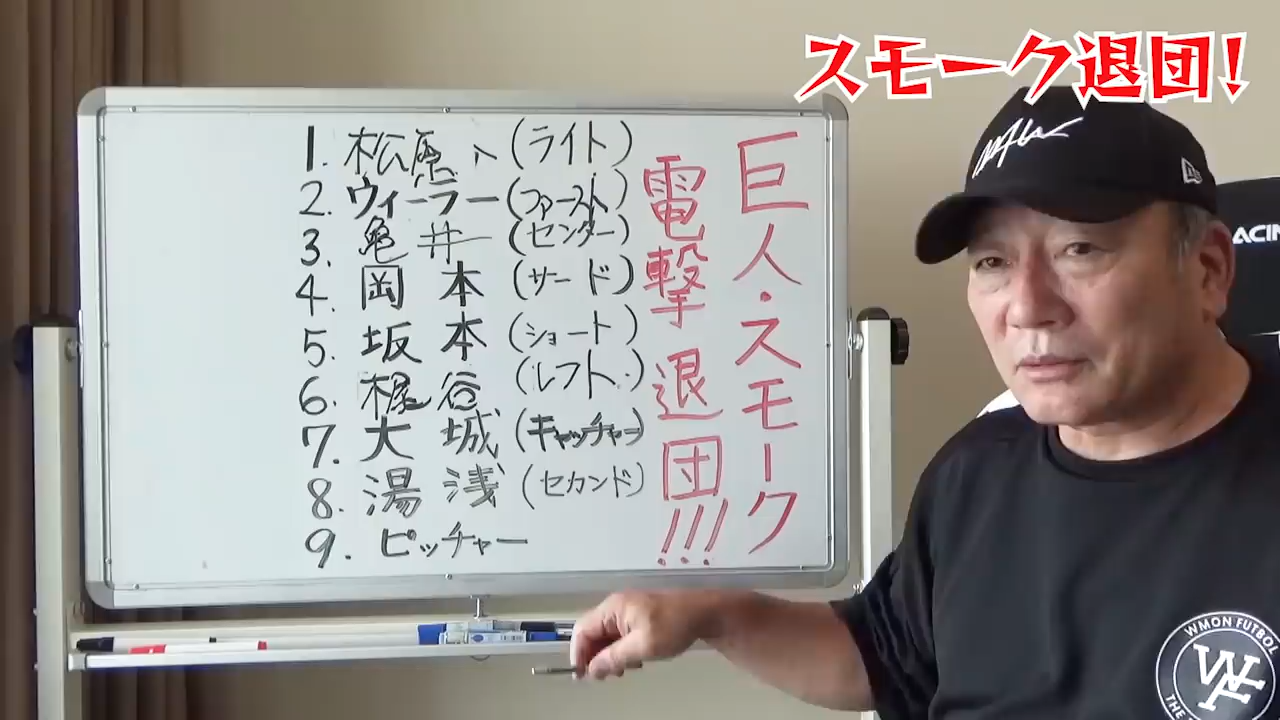 スモーク退団!
巨人・スモーク
電撃退団!!!
1. 松原 (ライト)
2. ウィーラー (ファースト)
3. 亀井 (センター)
4. 岡本 (サード)
5. 坂本 (ショート)
6. 梶谷 (レフト)
7. 大城 (キャッチャー)
8. 湯浅 (セカンド)
9. ピッチャー
WMON FUTBOL
WF
THE
ACIN